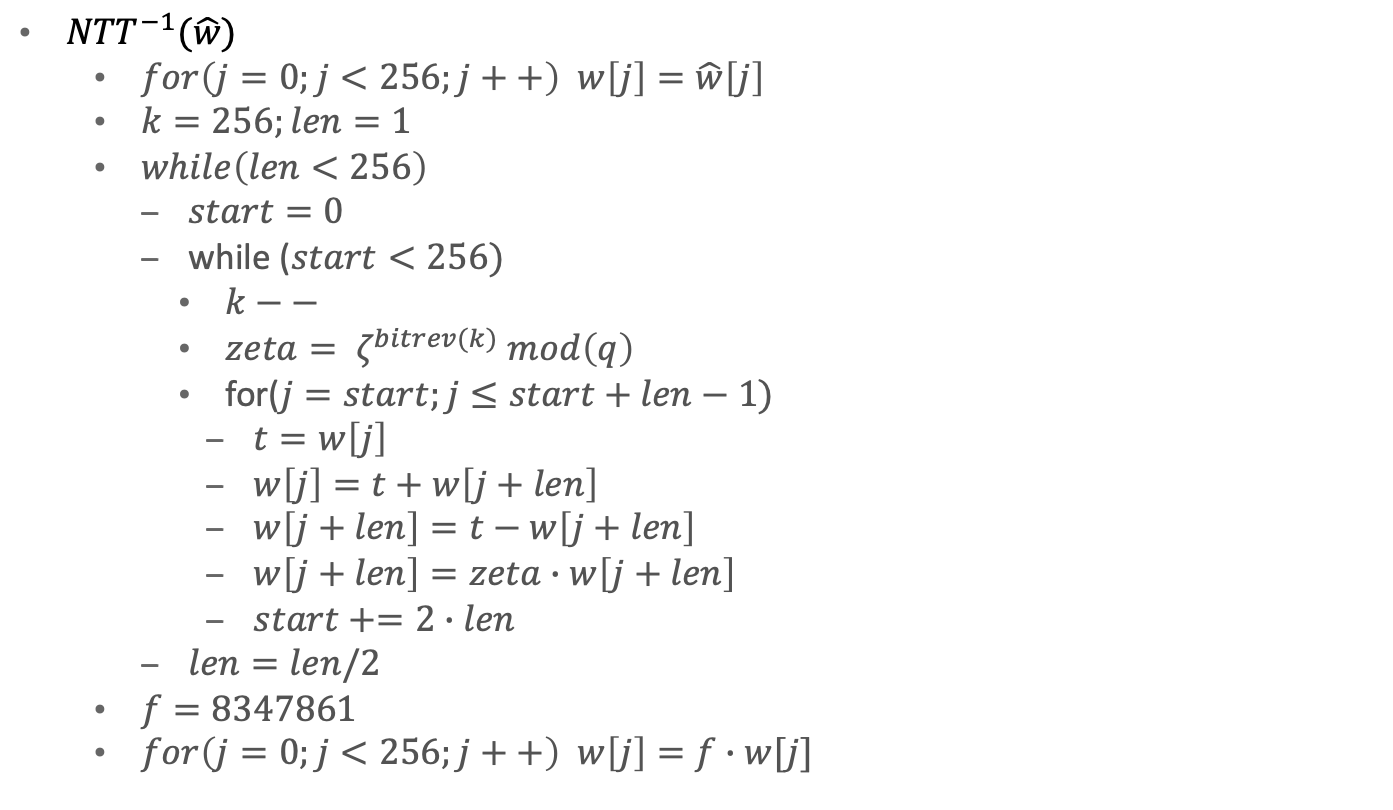 • NTT⁻¹(ŵ)
• for(j = 0; j < 256; j + +) w[j] = ŵ[j]
• k = 256; len = 1
• while(len < 256)
– start = 0
– while (start < 256)
• k − −
• zeta = ζ^{bitrev(k)} mod(q)
• for(j = start; j ≤ start + len − 1)
– t = w[j]
– w[j] = t + w[j + len]
– w[j + len] = t − w[j + len]
– w[j + len] = zeta · w[j + len]
– start += 2 · len
– len = len/2
• f = 8347861
• for(j = 0; j < 256; j + +) w[j] = f · w[j]